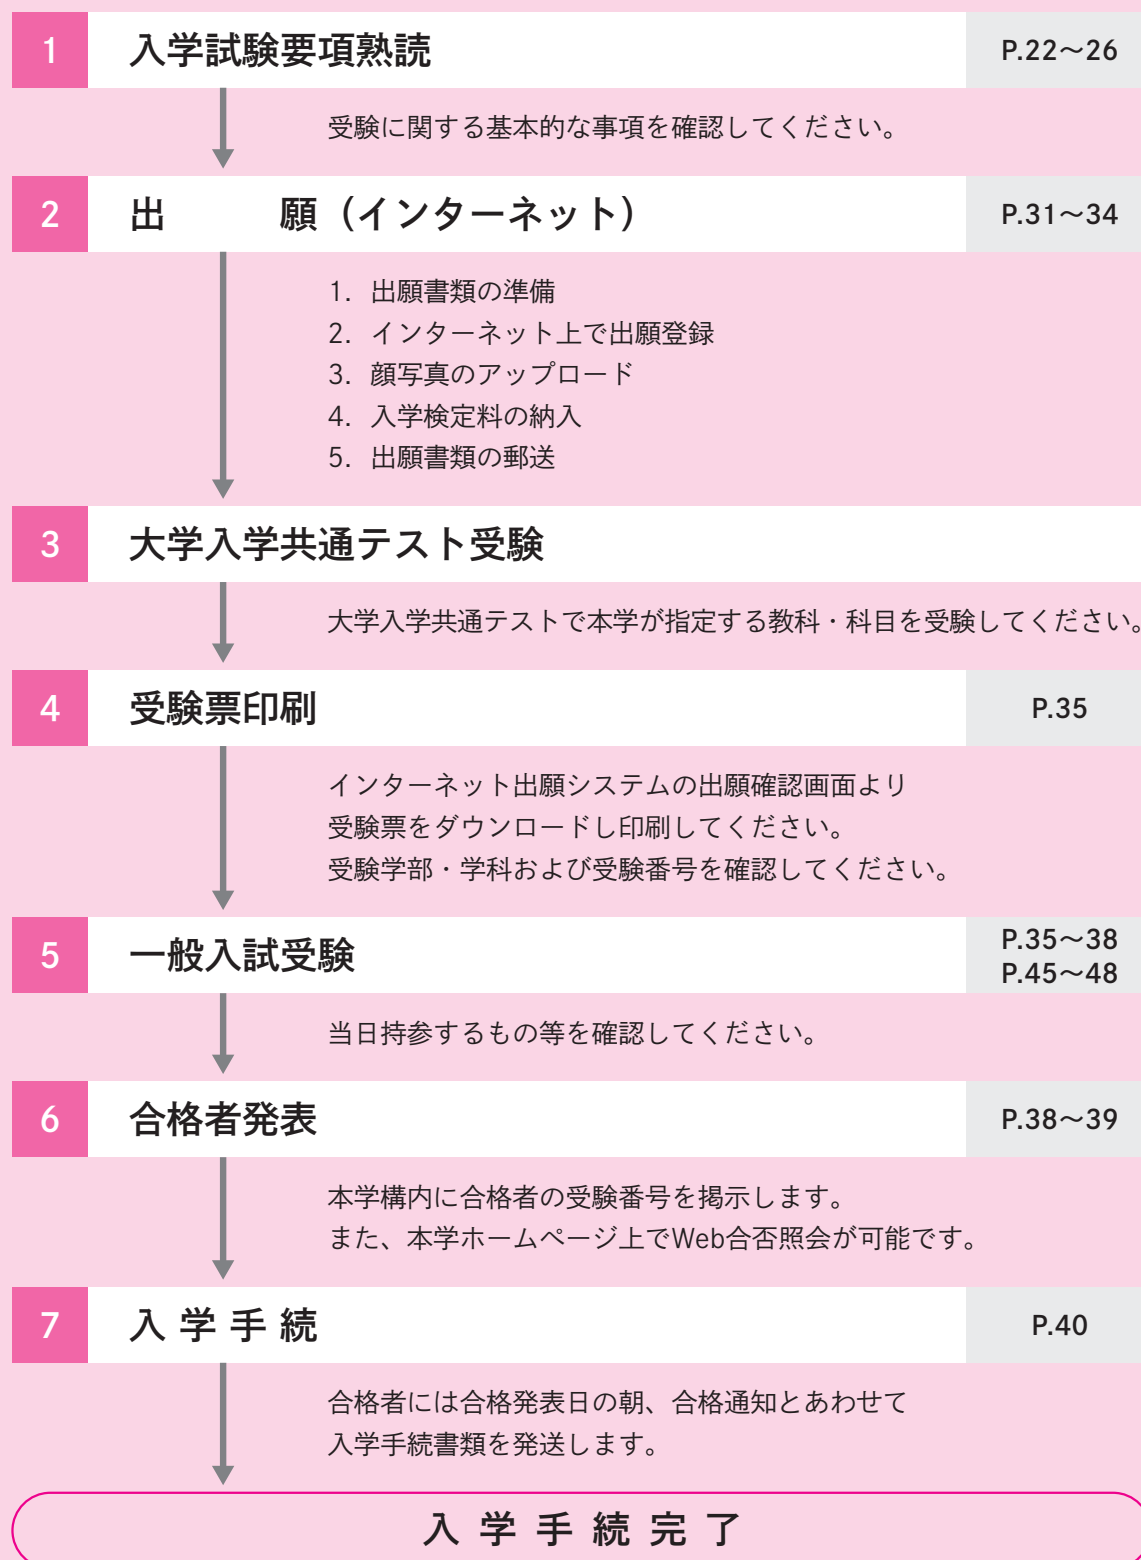 1 入学試験要項熟読 P.22～26
受験に関する基本的な事項を確認してください。
2 出　　　願（インターネット） P.31～34
1．出願書類の準備
2．インターネット上で出願登録
3．顔写真のアップロード
4．入学検定料の納入
5．出願書類の郵送
3 大学入学共通テスト受験
大学入学共通テストで本学が指定する教科・科目を受験してください。
4 受験票印刷 P.35
インターネット出願システムの出願確認画面より
受験票をダウンロードし印刷してください。
受験学部・学科および受験番号を確認してください。
5 一般入試受験 P.35～38
P.45～48
当日持参するもの等を確認してください。
6 合格者発表 P.38～39
本学構内に合格者の受験番号を掲示します。
また、本学ホームページ上でWeb合否照会が可能です。
7 入 学 手 続 P.40
合格者には合格発表日の朝、合格通知とあわせて
入学手続書類を発送します。
入 学 手 続 完 了